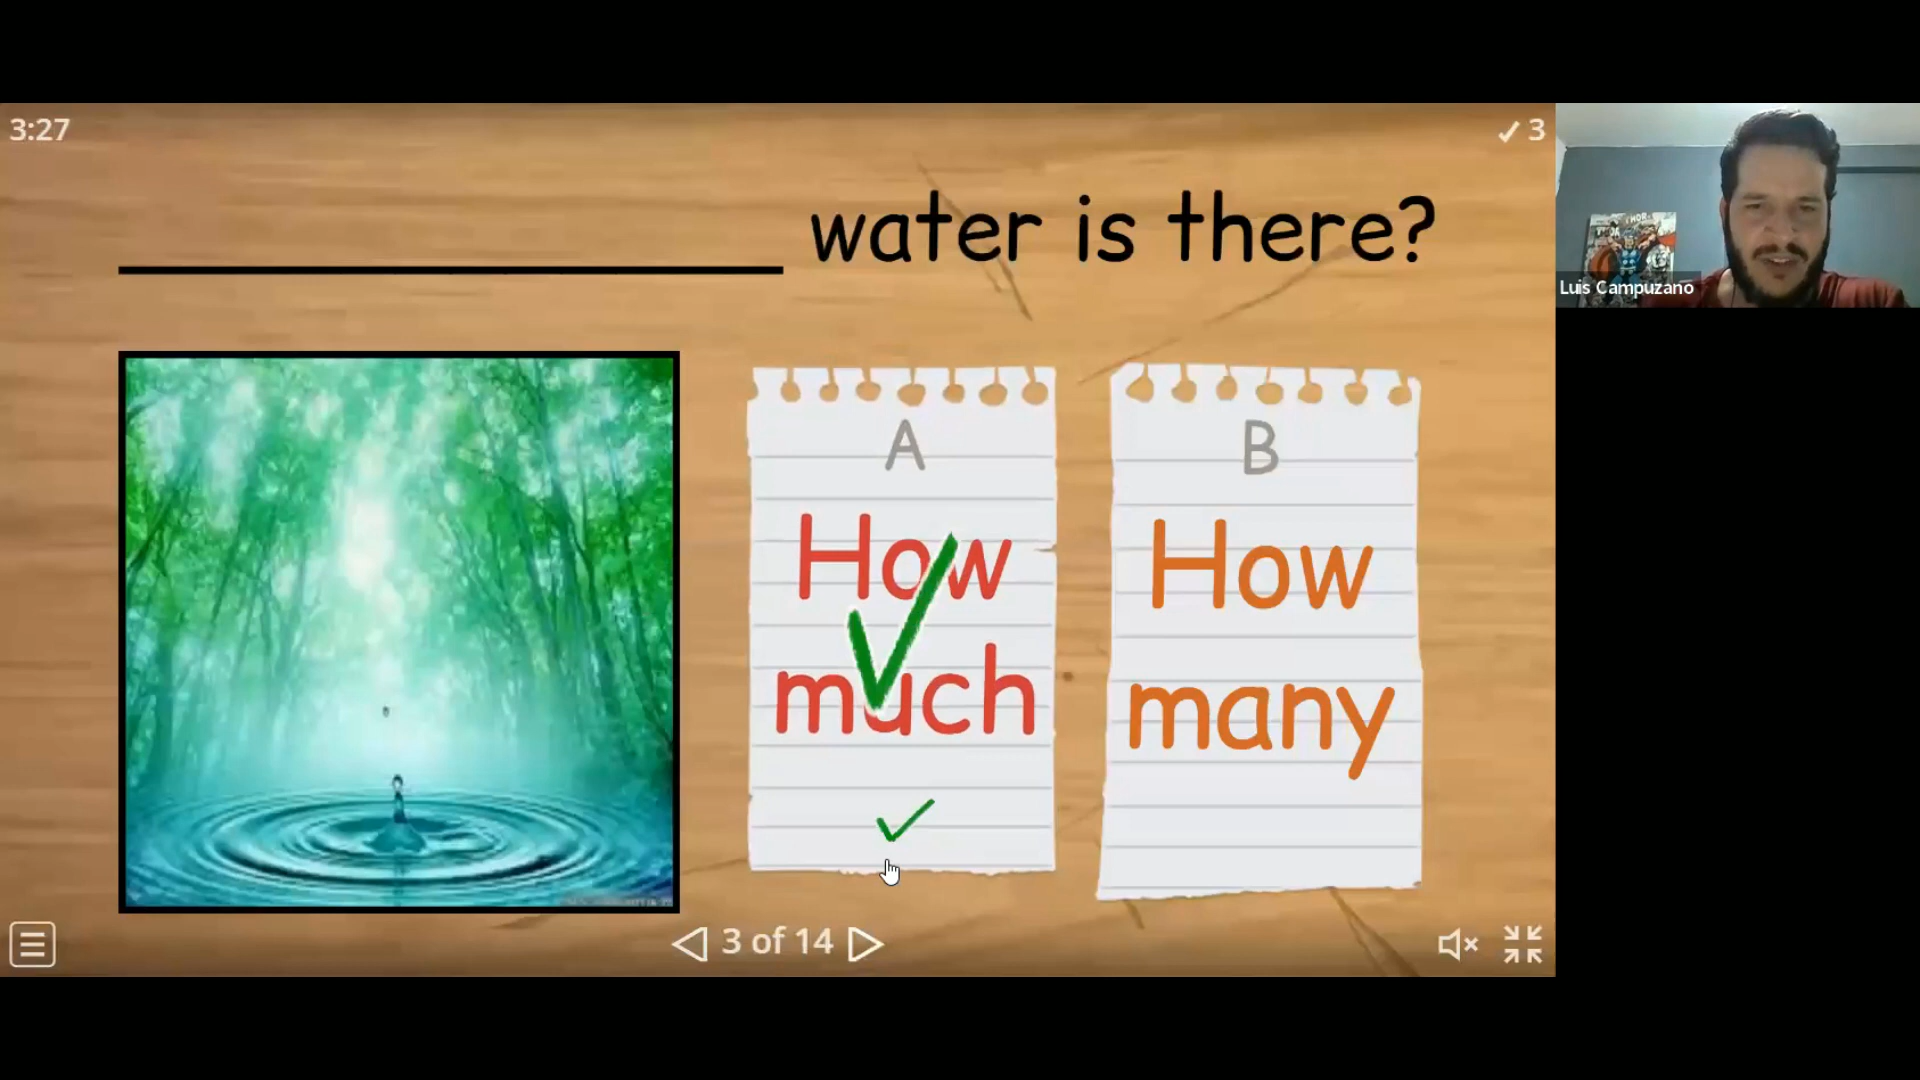 3:27
✓ 3
water is there?
Luis Campuzano
A
How
much
B
How
many
3 of 14